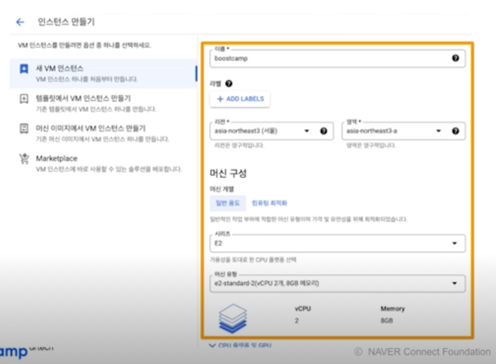 인스턴스 만들기
VM 인스턴스를 만들려면 옵션 중 하나를 선택하세요.
새 VM 인스턴스
VM 인스턴스 하나를 처음부터 만듭니다.
템플릿에서 VM 인스턴스 만들기
기존 템플릿에서 VM 인스턴스 하나를 만듭니다.
머신 이미지에서 VM 인스턴스 만들기
기존 머신 이미지에서 VM 인스턴스 하나를 만듭니다.
Marketplace
VM 인스턴스에 바로 사용할 수 있는 솔루션을 배포합니다.
이름 *
boostcamp
라벨
+ ADD LABELS
리전 * 영역 *
asia-northeast3 (서울) asia-northeast3-a
리전은 영구적입니다. 영역은 영구적입니다.
머신 구성
머신 계열
일반 용도 컴퓨팅 최적화
일반적인 작업 부하에 적합한 머신 유형이며 가격 및 유연성을 위해 최적화되었습니다.
시리즈
E2
가용성을 토대로 한 CPU 플랫폼 선택
머신 유형
e2-standard-2(vCPU 2개, 8GB 메모리)
vCPU Memory
2 8GB
CPU 플랫폼 및 GPU
amp
© NAVER Connect Foundation